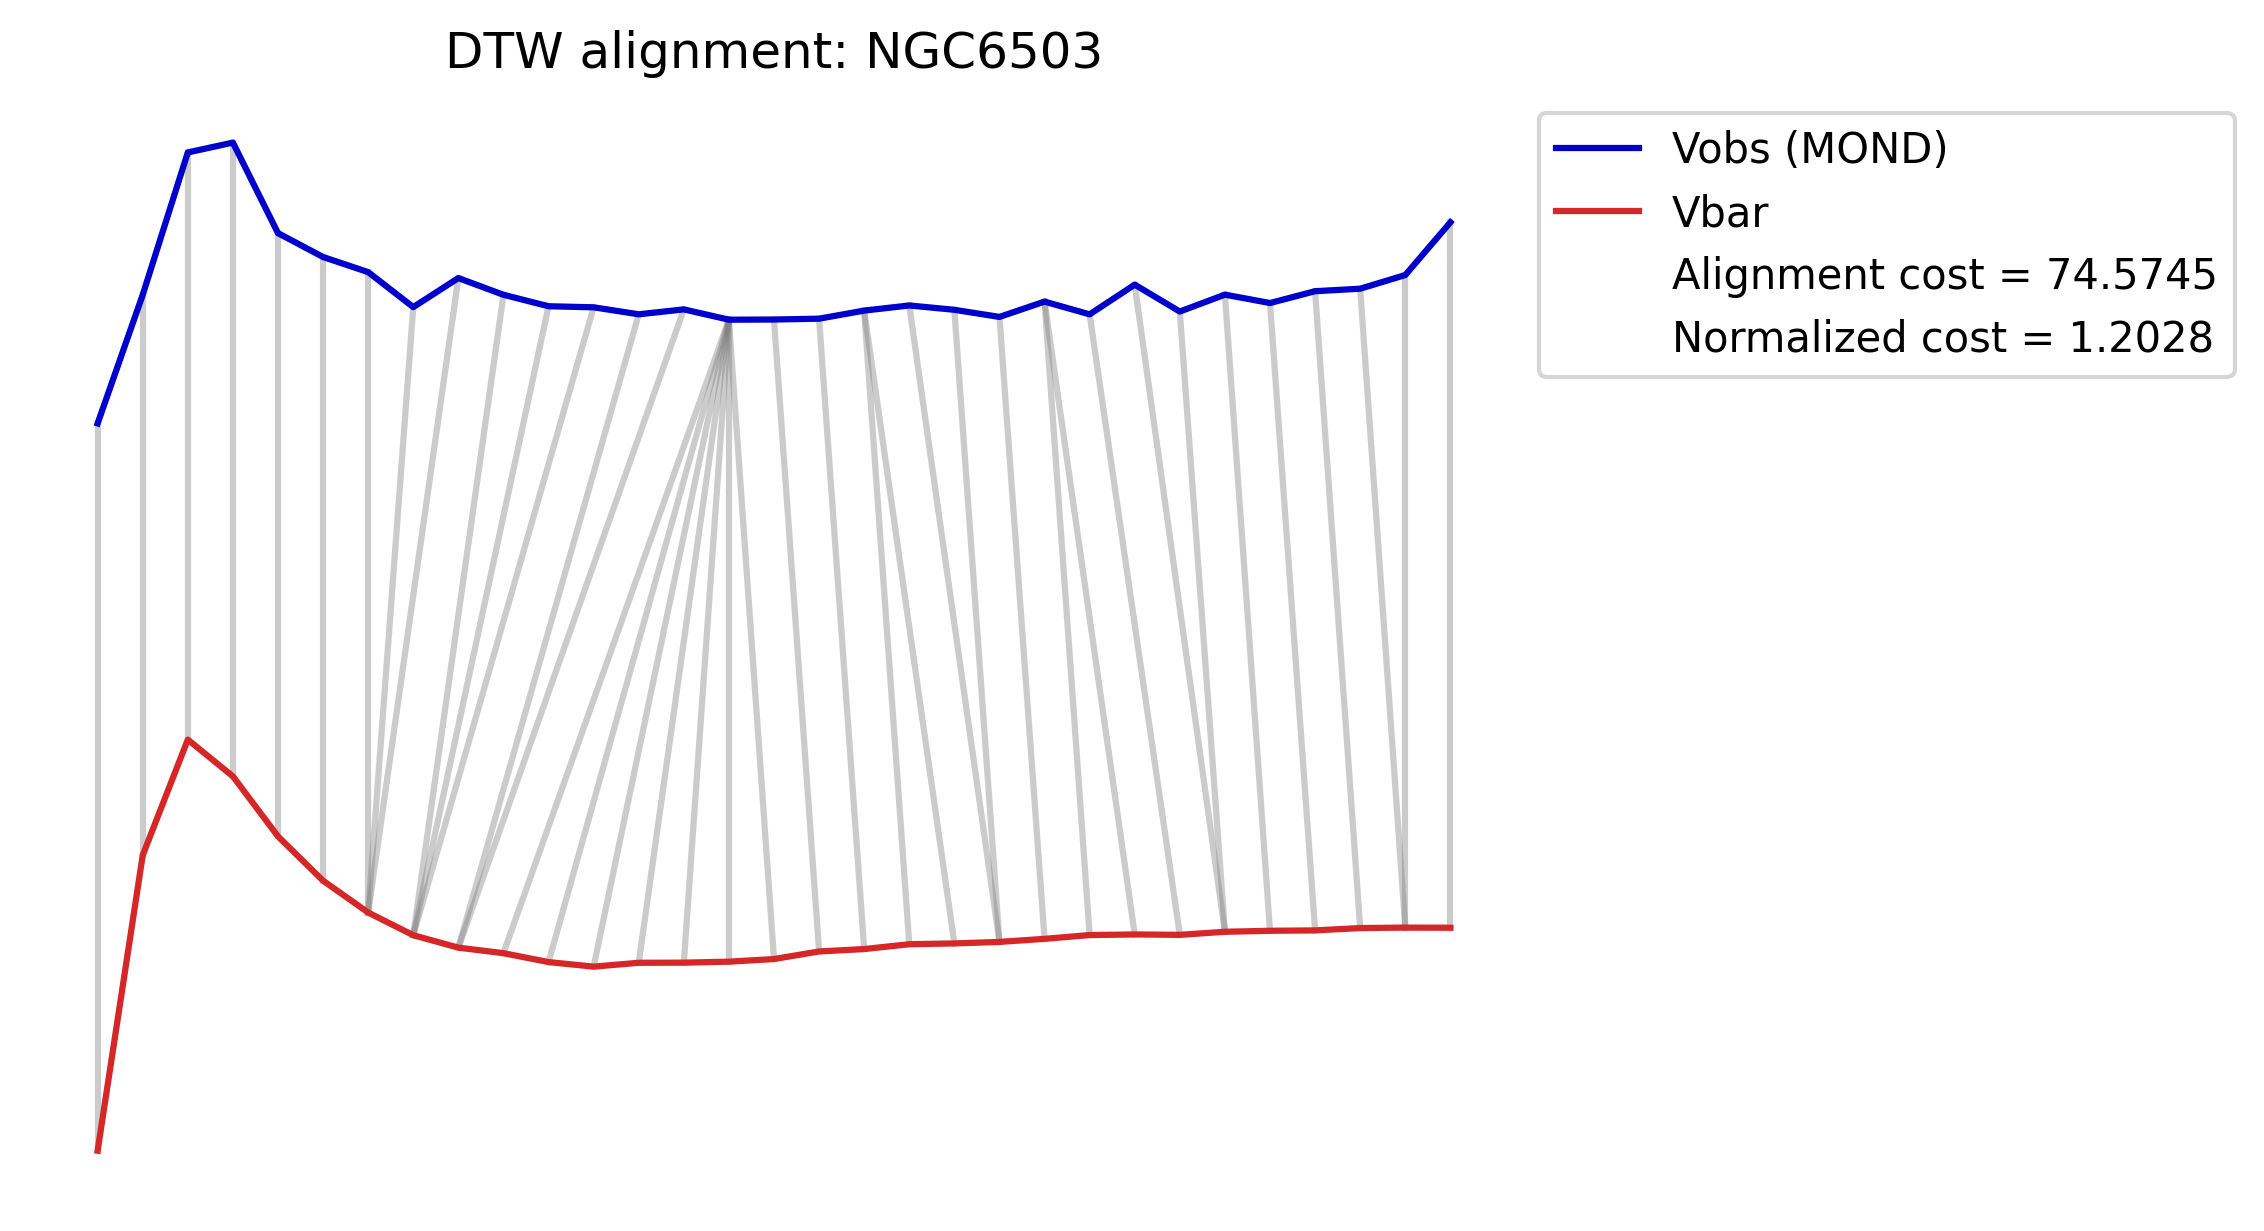 DTW alignment: NGC6503
Vobs (MOND)
Vbar
Alignment cost = 74.5745
Normalized cost = 1.2028